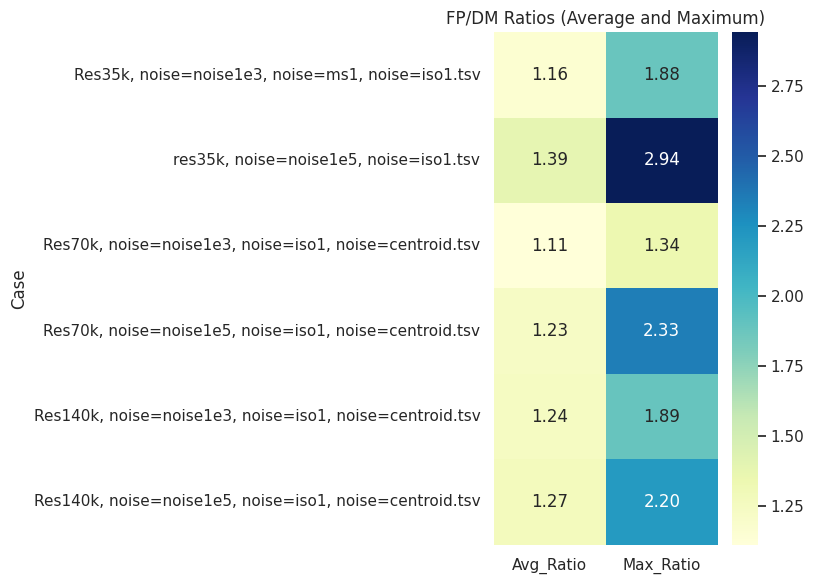 FP/DM Ratios (Average and Maximum)
Case
Res35k, noise=noise1e3, noise=ms1, noise=iso1.tsv 1.16 1.88
res35k, noise=noise1e5, noise=iso1.tsv 1.39 2.94
Res70k, noise=noise1e3, noise=iso1, noise=centroid.tsv 1.11 1.34
Res70k, noise=noise1e5, noise=iso1, noise=centroid.tsv 1.23 2.33
Res140k, noise=noise1e3, noise=iso1, noise=centroid.tsv 1.24 1.89
Res140k, noise=noise1e5, noise=iso1, noise=centroid.tsv 1.27 2.20
Avg_Ratio Max_Ratio
2.75
2.50
2.25
2.00
1.75
1.50
1.25